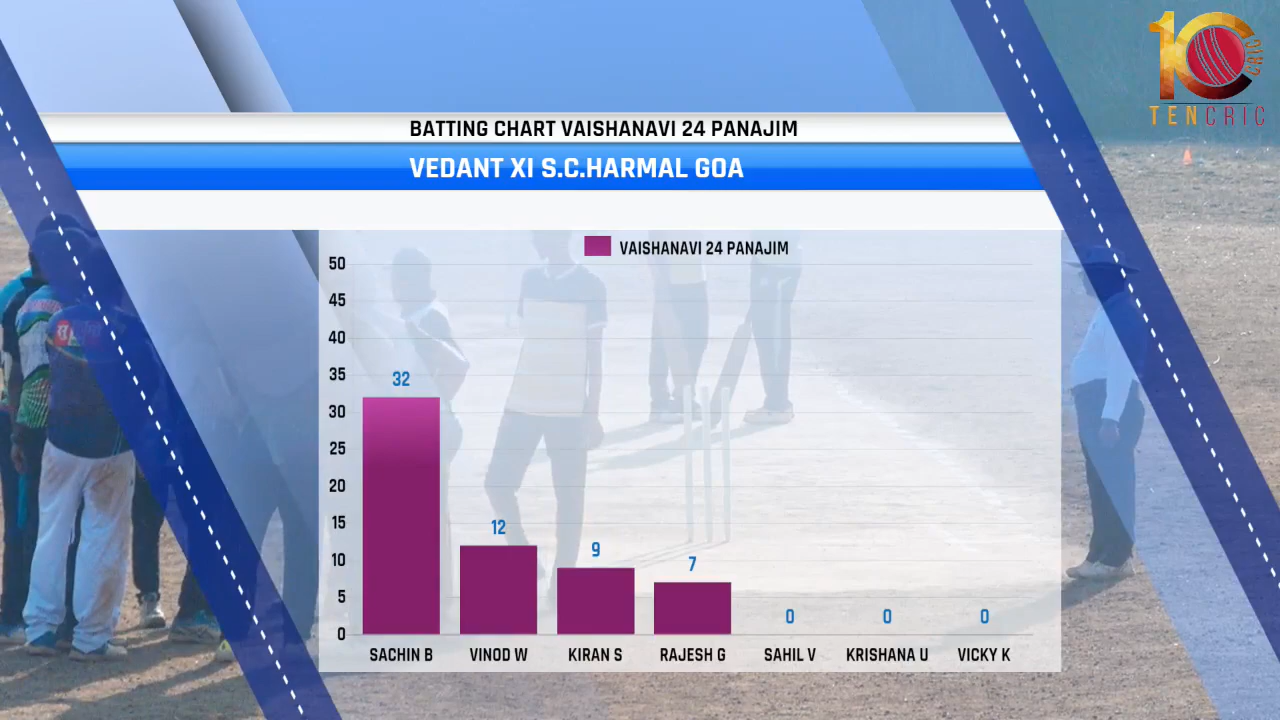 10
CRIC
TENCRIC
BATTING CHART VAISHANAVI 24 PANAJIM
VEDANT XI S.C.HARMAL GOA
VAISHANAVI 24 PANAJIM
50
45
40
35
30
25
20
15
10
5
0
32
12
9
7
0
0
0
SACHIN B
VINOD W
KIRAN S
RAJESH G
SAHIL V
KRISHANA U
VICKY K